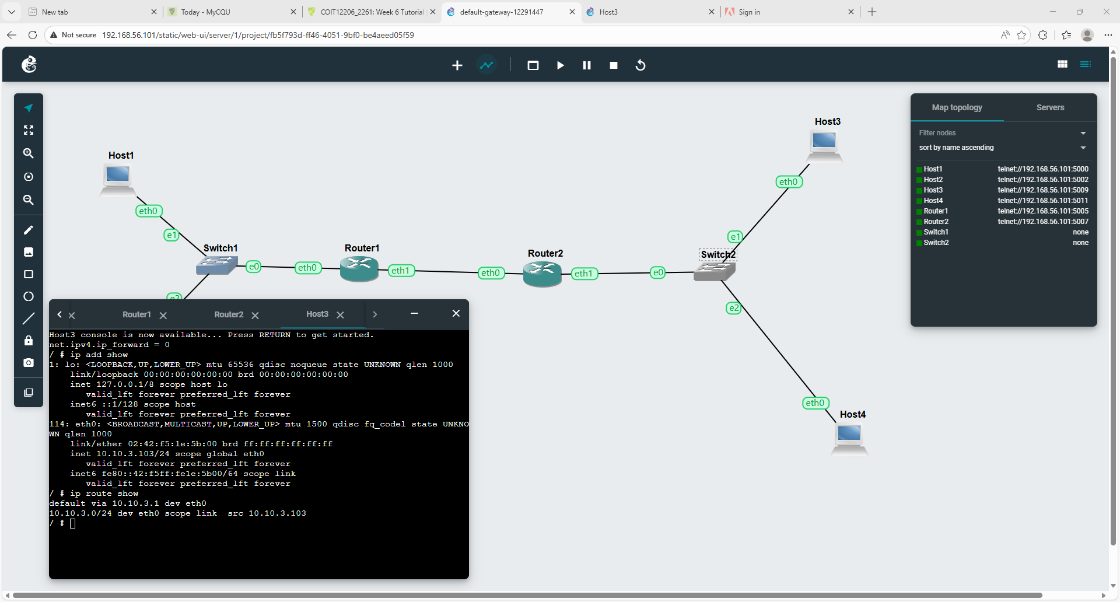 New tab
Today - MyCQU
COIT12206_2261: Week 6 Tutorial
default-gateway-12291447
Host3
Sign in
Not secure 192.168.56.101/static/web-ui/server/1/project/fb5f793d-ff46-4051-9bf0-be4aeed05f59
Map topology Servers
Filter nodes
sort by name ascending
Host1 telnet://192.168.56.101:5000
Host2 telnet://192.168.56.101:5002
Host3 telnet://192.168.56.101:5009
Host4 telnet://192.168.56.101:5011
Router1 telnet://192.168.56.101:5005
Router2 telnet://192.168.56.101:5007
Switch1 none
Switch2 none
Host3
Host1
eth0
eth0
e1
e1
Switch1
Router1
Router2
Switch2
e0
eth0
eth1
eth0
eth1
e0
e2
e2
eth0
Host4
Router1 Router2 Host3
Host3 console is now available... Press RETURN to get started.
net.ipv4.ip_forward = 0
/ # ip add show
1: lo: <LOOPBACK,UP,LOWER_UP> mtu 65536 qdisc noqueue state UNKNOWN qlen 1000
link/loopback 00:00:00:00:00:00 brd 00:00:00:00:00:00
inet 127.0.0.1/8 scope host lo
valid_lft forever preferred_lft forever
inet6 ::1/128 scope host
valid_lft forever preferred_lft forever
114: eth0: <BROADCAST,MULTICAST,UP,LOWER_UP> mtu 1500 qdisc fq_codel state UNKNO
WN qlen 1000
link/ether 02:42:f5:1e:5b:00 brd ff:ff:ff:ff:ff:ff
inet 10.10.3.103/24 scope global eth0
valid_lft forever preferred_lft forever
inet6 fe80::42:f5ff:fe1e:5b00/64 scope link
valid_lft forever preferred_lft forever
/ # ip route show
default via 10.10.3.1 dev eth0
10.10.3.0/24 dev eth0 scope link src 10.10.3.103
/ #